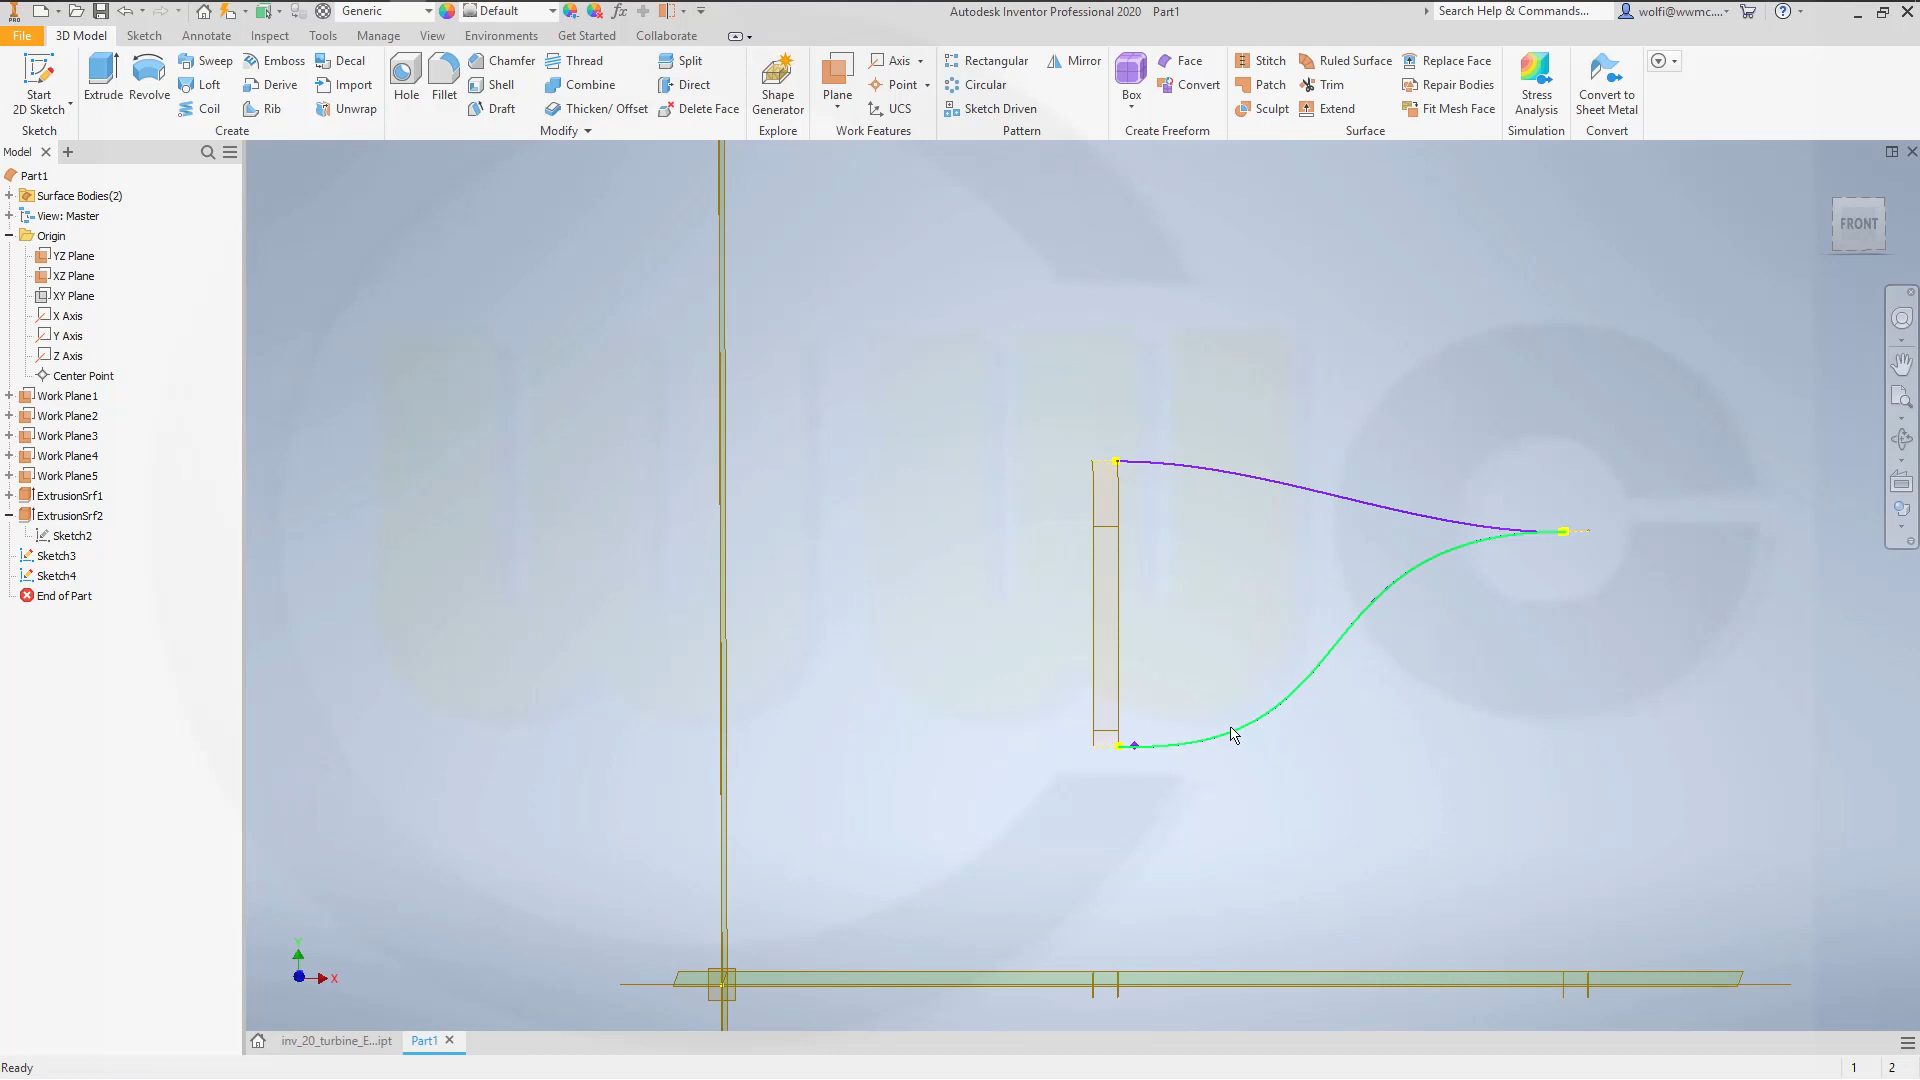 PRO
Generic
Default
fx
Autodesk Inventor Professional 2020 Part1
Search Help & Commands...
wolfi@wwmc....
File
3D Model
Sketch
Annotate
Inspect
Tools
Manage
View
Environments
Get Started
Collaborate
Start
2D Sketch
Sketch
Extrude
Revolve
Sweep
Loft
Coil
Emboss
Derive
Rib
Decal
Import
Unwrap
Create
Hole
Fillet
Chamfer
Shell
Draft
Thread
Combine
Thicken/ Offset
Split
Direct
Delete Face
Modify
Shape
Generator
Explore
Plane
Axis
Point
UCS
Work Features
Rectangular
Circular
Sketch Driven
Mirror
Pattern
Box
Face
Convert
Create Freeform
Stitch
Patch
Sculpt
Ruled Surface
Trim
Extend
Replace Face
Repair Bodies
Fit Mesh Face
Surface
Stress
Analysis
Simulation
Convert to
Sheet Metal
Convert
Model
Part1
Surface Bodies(2)
View: Master
Origin
YZ Plane
XZ Plane
XY Plane
X Axis
Y Axis
Z Axis
Center Point
Work Plane1
Work Plane2
Work Plane3
Work Plane4
Work Plane5
ExtrusionSrf1
ExtrusionSrf2
Sketch2
Sketch3
Sketch4
End of Part
FRONT
Y
X
inv_20_turbine_E...ipt
Part1
Ready
1
2